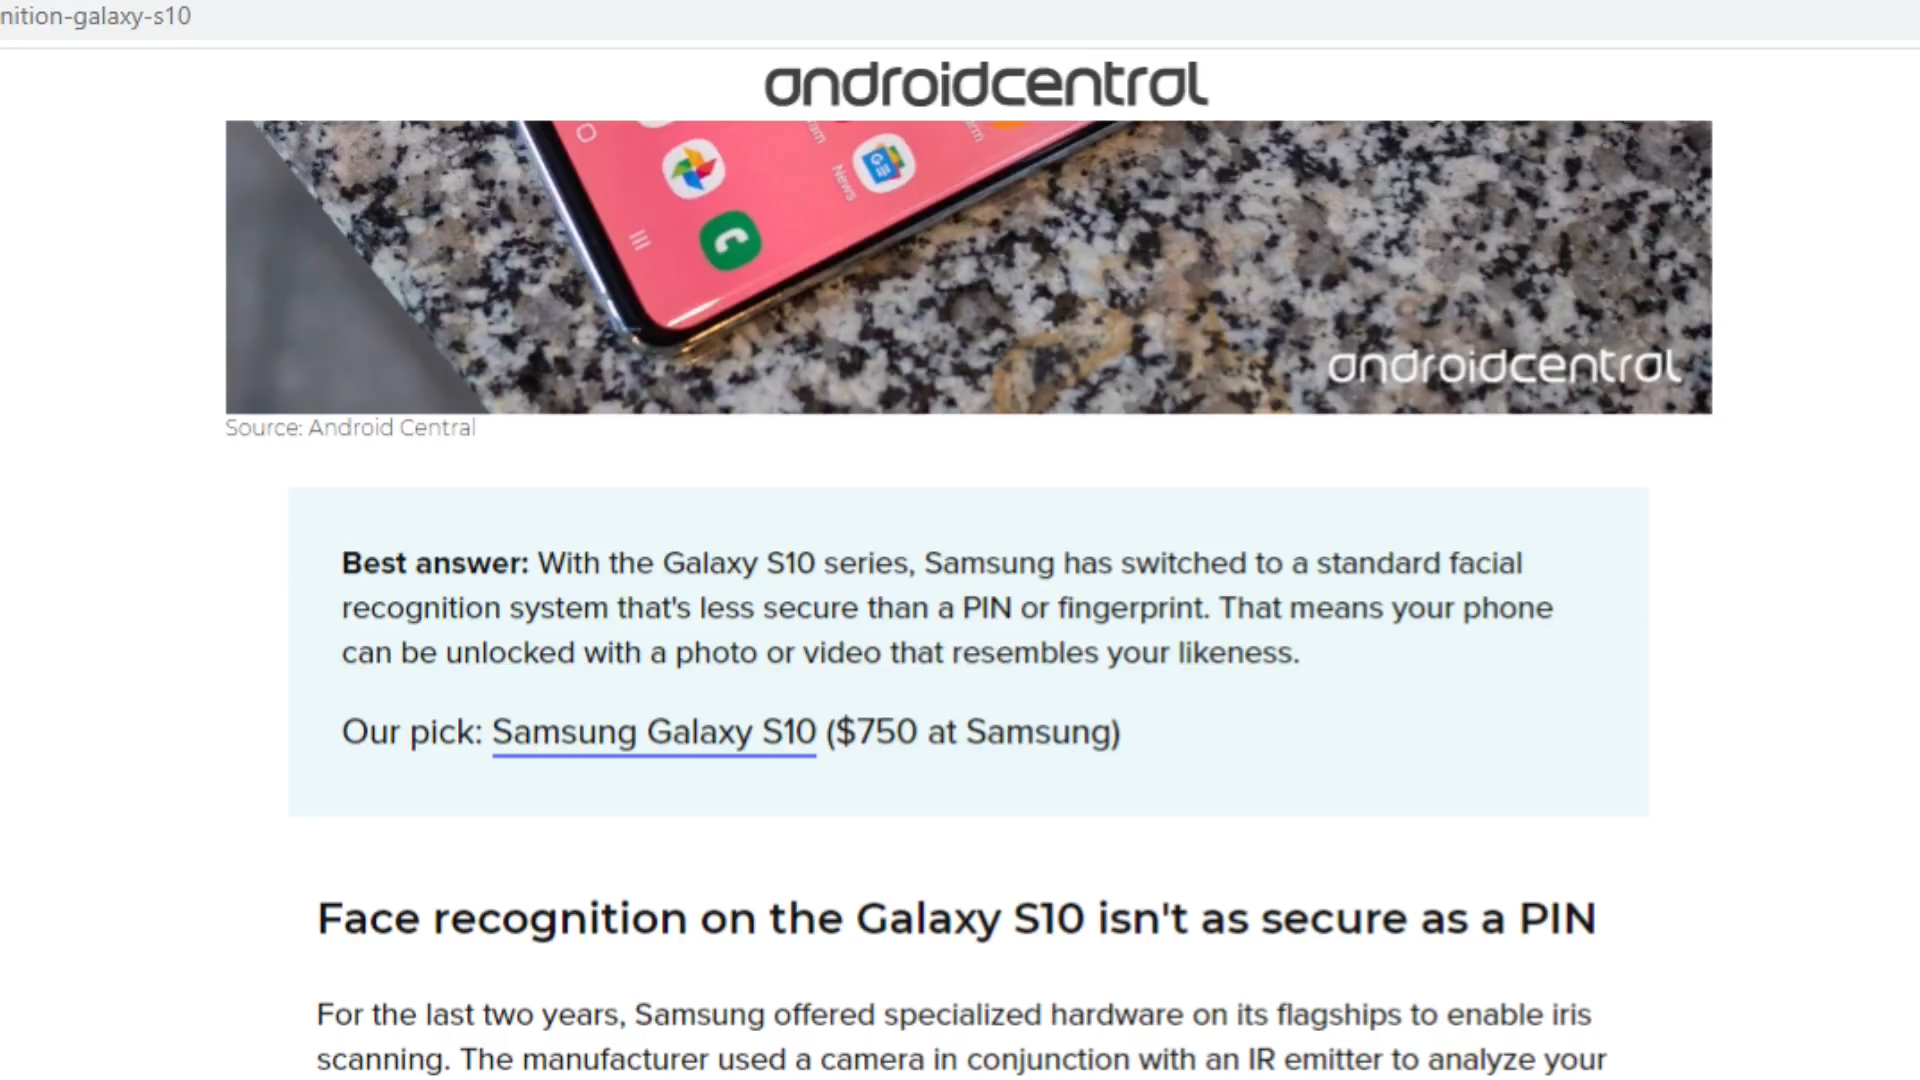 nition-galaxy-s10
androidcentral
News
androidcentral
Source: Android Central
Best answer: With the Galaxy S10 series, Samsung has switched to a standard facial
recognition system that's less secure than a PIN or fingerprint. That means your phone
can be unlocked with a photo or video that resembles your likeness.
Our pick: Samsung Galaxy S10 ($750 at Samsung)
Face recognition on the Galaxy S10 isn't as secure as a PIN
For the last two years, Samsung offered specialized hardware on its flagships to enable iris
scanning. The manufacturer used a camera in conjunction with an IR emitter to analyze your